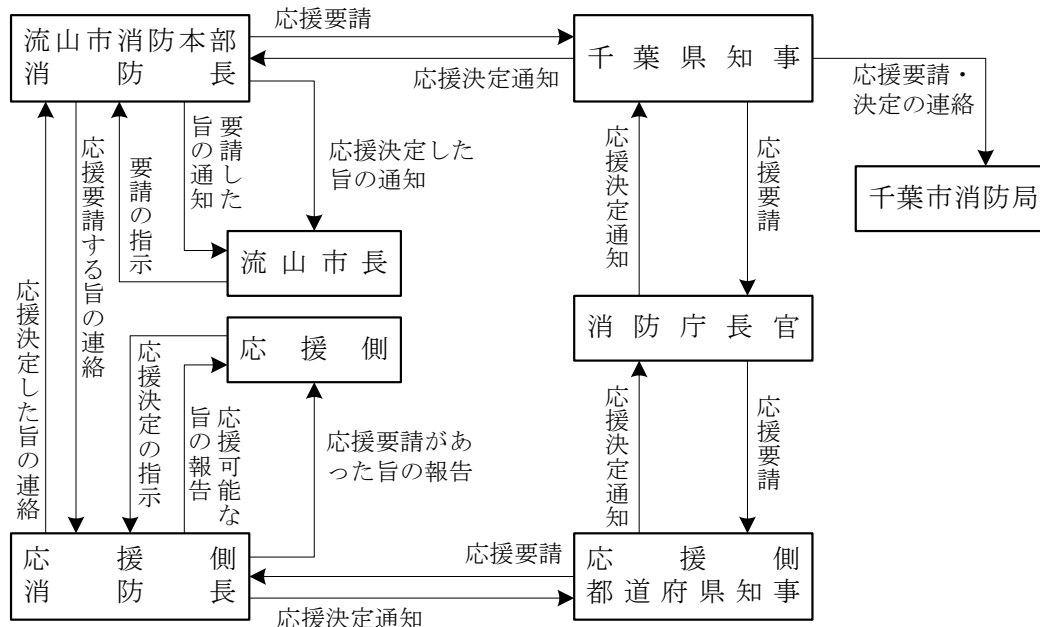 応援要請
流山市消防本部
消防長
千葉県知事
応援決定通知
応援要請・
決定の連絡
千葉市消防局
応援決定した旨の連絡
応援要請する旨の連絡
要請の指示
要請した
旨の通知
応援決定した
旨の通知
流山市長
応援決定通知
応援要請
消防庁長官
応援側
応援決定の指示
応援可能な
旨の報告
応援要請があ
った旨の報告
応援決定通知
応援要請
応援側
消防長
応援要請
応援決定通知
応援側
都道府県知事